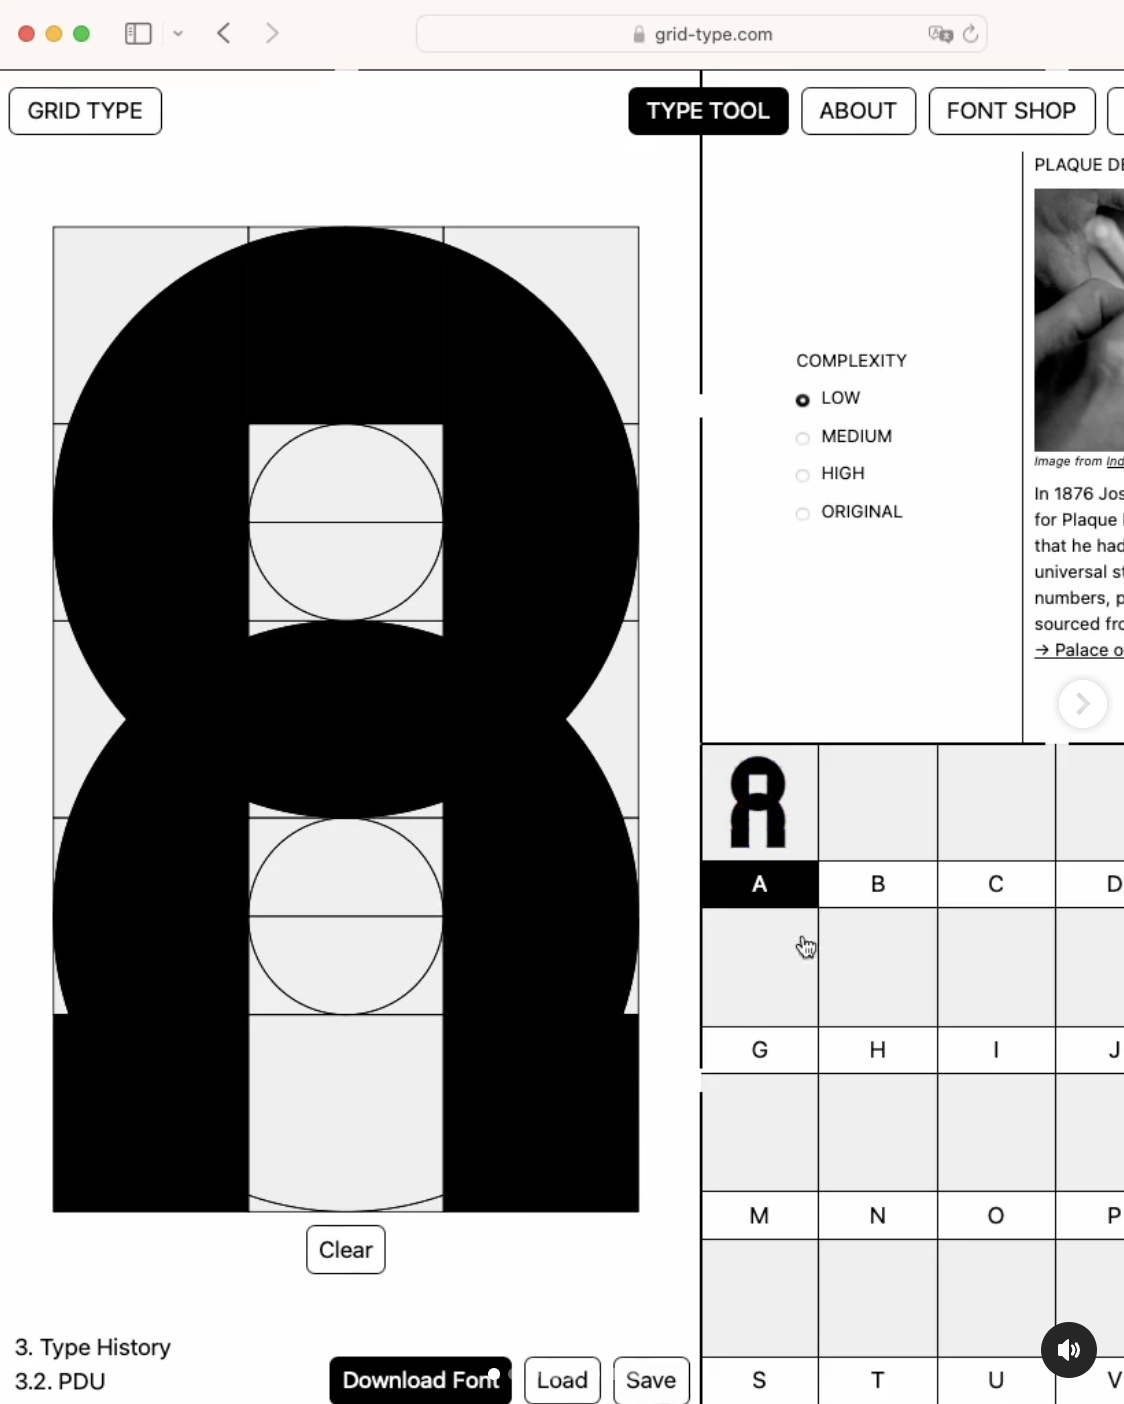 grid-type.com
GRID TYPE
TYPE TOOL
ABOUT
FONT SHOP
PLAQUE DE
COMPLEXITY
LOW
MEDIUM
HIGH
ORIGINAL
Image from Ind
In 1876 Jos
for Plaque
that he had
universal st
numbers, p
sourced fro
→ Palace o
A
B
C
D
G
H
I
J
M
N
O
P
S
T
U
V
Clear
3. Type History
3.2. PDU
Download Font
Load
Save